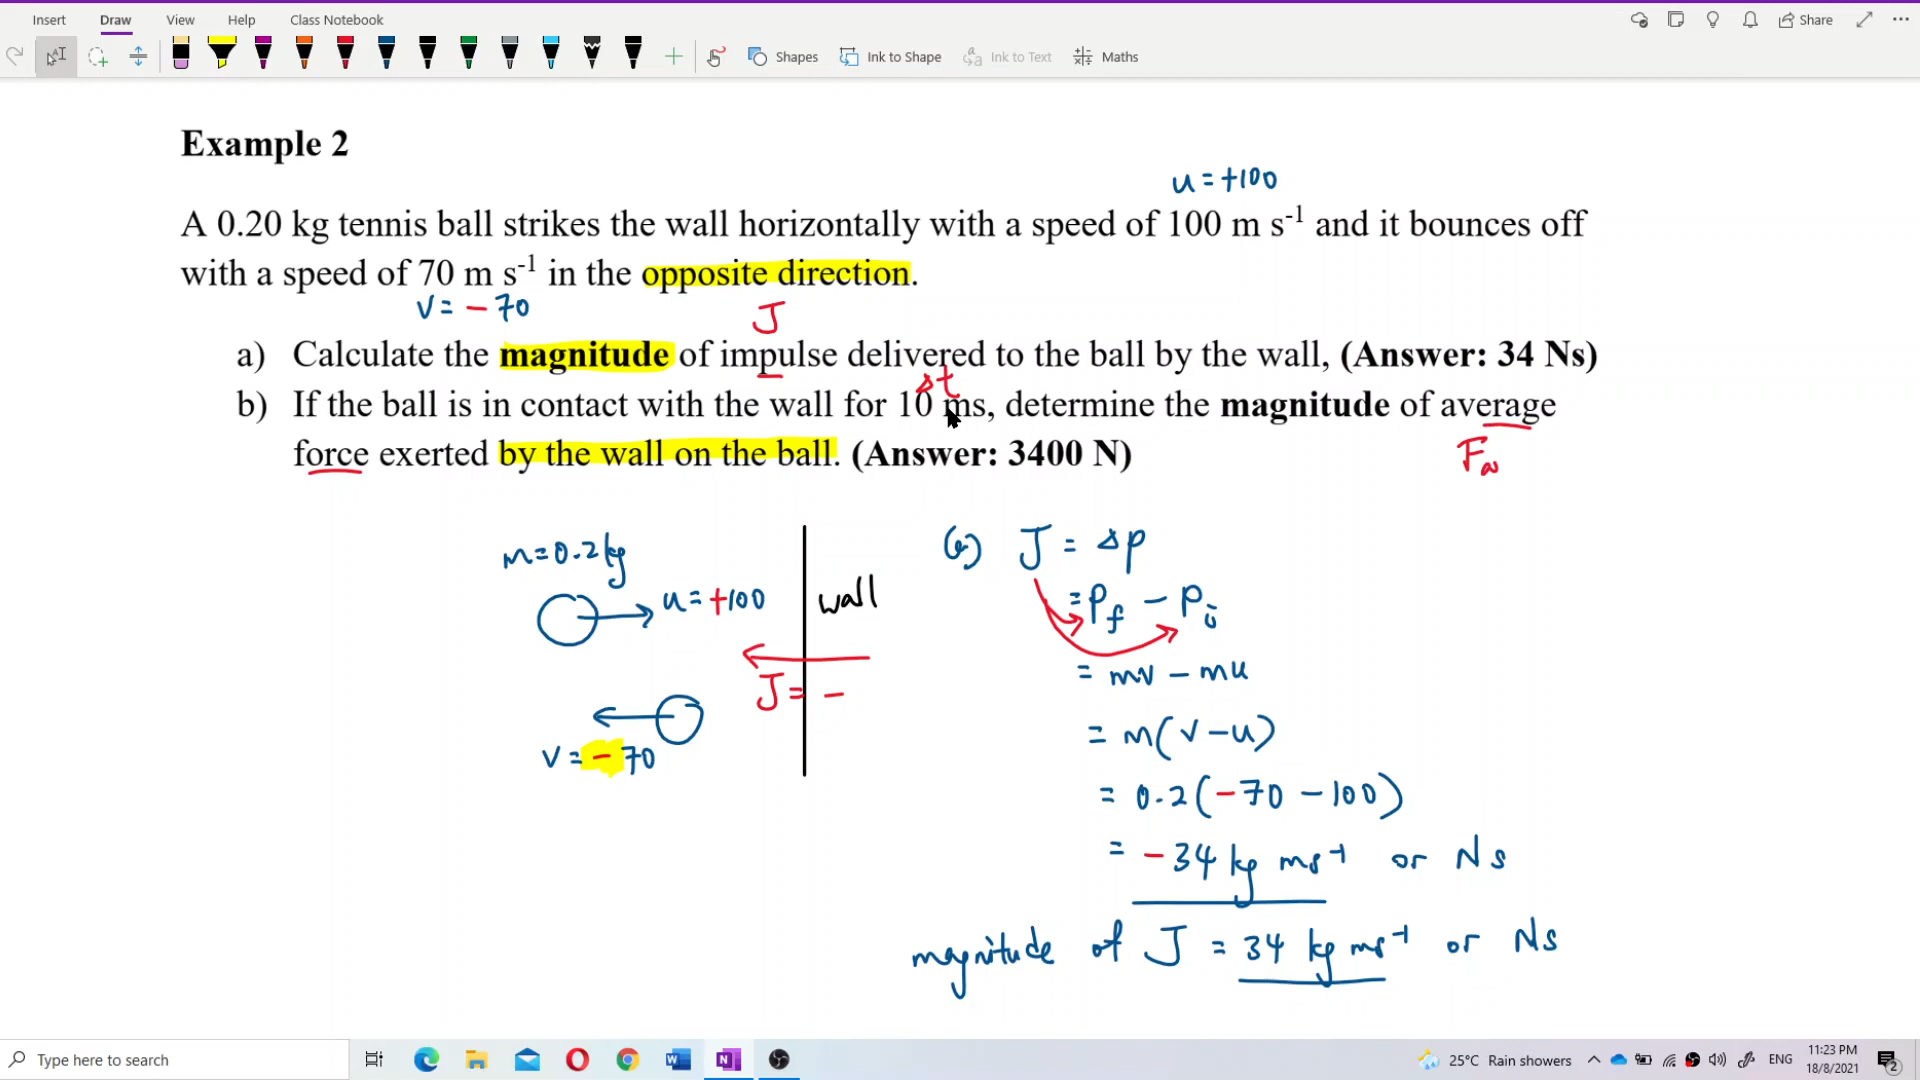 Insert Draw View Help Class Notebook Share
Shapes Ink to Shape Ink to Text Maths
Example 2
u = +100
A 0.20 kg tennis ball strikes the wall horizontally with a speed of 100 m s⁻¹ and it bounces off
with a speed of 70 m s⁻¹ in the opposite direction.
v = - 70
J
a) Calculate the magnitude of impulse delivered to the ball by the wall, (Answer: 34 Ns)
Δt
b) If the ball is in contact with the wall for 10 ms, determine the magnitude of average
force exerted by the wall on the ball. (Answer: 3400 N)
m = 0.2 kg
u = +100
wall
J = -
v = - 70
J = Δp
= Pf - Pi
= mv - mu
= m(v - u)
= 0.2(-70 - 100)
= -34 kg ms⁻¹ or Ns
magnitude of J = 34 kg ms⁻¹ or Ns
Type here to search
25°C Rain showers
ENG
11:23 PM
18/8/2021
2